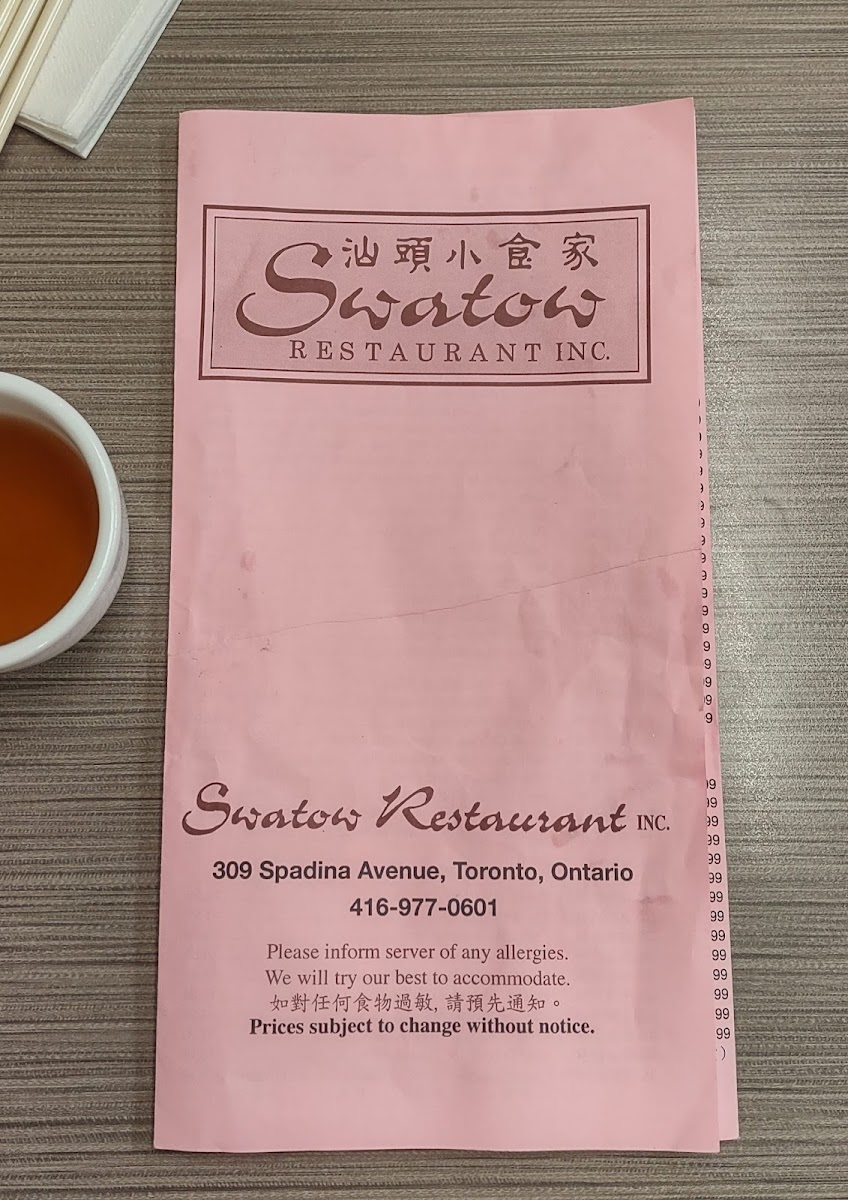 汕頭小食家
Swatow
RESTAURANT INC.
Swatow Restaurant INC.
309 Spadina Avenue, Toronto, Ontario
416-977-0601
Please inform server of any allergies.
We will try our best to accommodate.
如對任何食物過敏, 請預先通知。
Prices subject to change without notice.